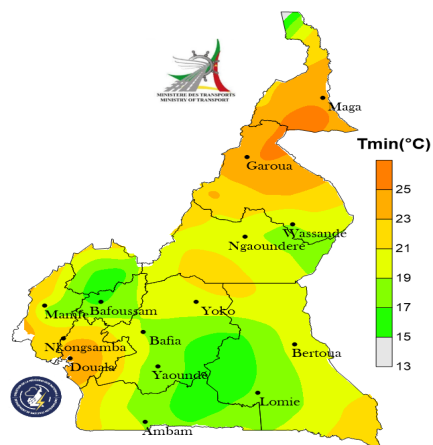 MINISTERE DES TRANSPORTS
MINISTRY OF TRANSPORT
Maga
Tmin(°C)
Garoua
25
23
Wassande
21
Ngaoundere
19
17
Mamfe
Bafoussam
Yoko
15
Nkongsamba
Bafia
Bertoua
13
Douala
Yaounde
Lomie
Ambam